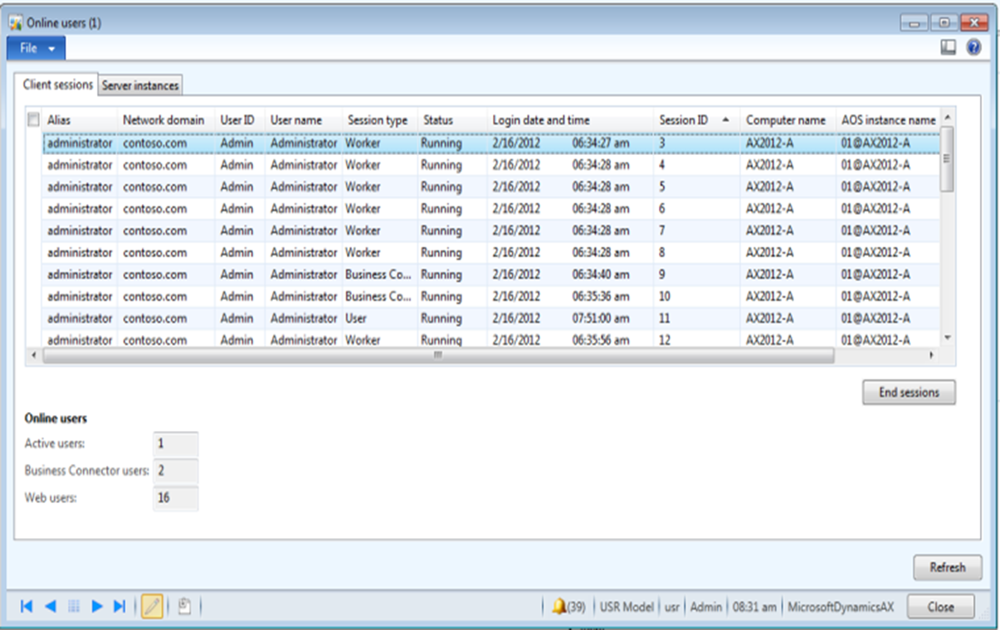 Online users (1)
File
Client sessions Server instances
Alias Network domain User ID User name Session type Status Login date and time Session ID Computer name AOS instance name
administrator contoso.com Admin Administrator Worker Running 2/16/2012 06:34:27 am 3 AX2012-A 01@AX2012-A
administrator contoso.com Admin Administrator Worker Running 2/16/2012 06:34:28 am 4 AX2012-A 01@AX2012-A
administrator contoso.com Admin Administrator Worker Running 2/16/2012 06:34:28 am 5 AX2012-A 01@AX2012-A
administrator contoso.com Admin Administrator Worker Running 2/16/2012 06:34:28 am 6 AX2012-A 01@AX2012-A
administrator contoso.com Admin Administrator Worker Running 2/16/2012 06:34:28 am 7 AX2012-A 01@AX2012-A
administrator contoso.com Admin Administrator Worker Running 2/16/2012 06:34:28 am 8 AX2012-A 01@AX2012-A
administrator contoso.com Admin Administrator Business Co... Running 2/16/2012 06:34:40 am 9 AX2012-A 01@AX2012-A
administrator contoso.com Admin Administrator Business Co... Running 2/16/2012 06:35:36 am 10 AX2012-A 01@AX2012-A
administrator contoso.com Admin Administrator User Running 2/16/2012 07:51:00 am 11 AX2012-A 01@AX2012-A
administrator contoso.com Admin Administrator Worker Running 2/16/2012 06:35:56 am 12 AX2012-A 01@AX2012-A
End sessions
Online users
Active users: 1
Business Connector users: 2
Web users: 16
Refresh
(39) USR Model usr Admin 08:31 am MicrosoftDynamicsAX Close